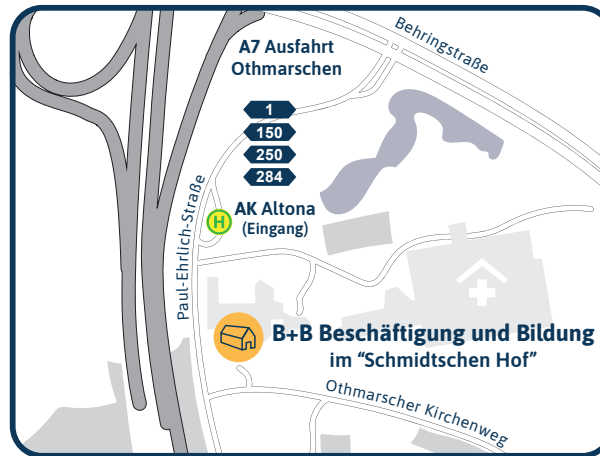 A7 Ausfahrt
Othmarschen
Behringstraße
1
150
250
284
H
AK Altona
(Eingang)
Paul-Ehrlich-Straße
B+B Beschäftigung und Bildung
im “Schmidtschen Hof”
Othmarscher Kirchenweg